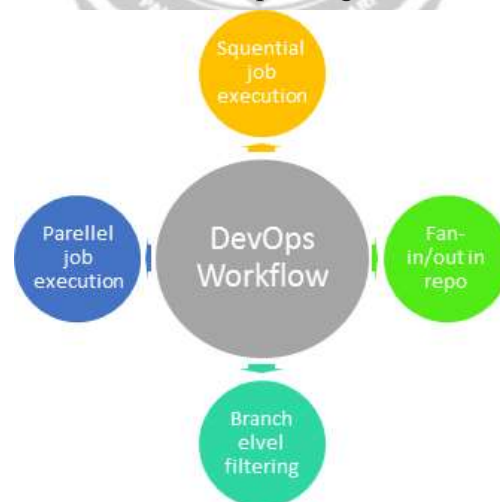 Squential
job
execution
Parellel
job
execution
DevOps
Workflow
Fan-
in/out in
repo
Branch
elvel
filtering